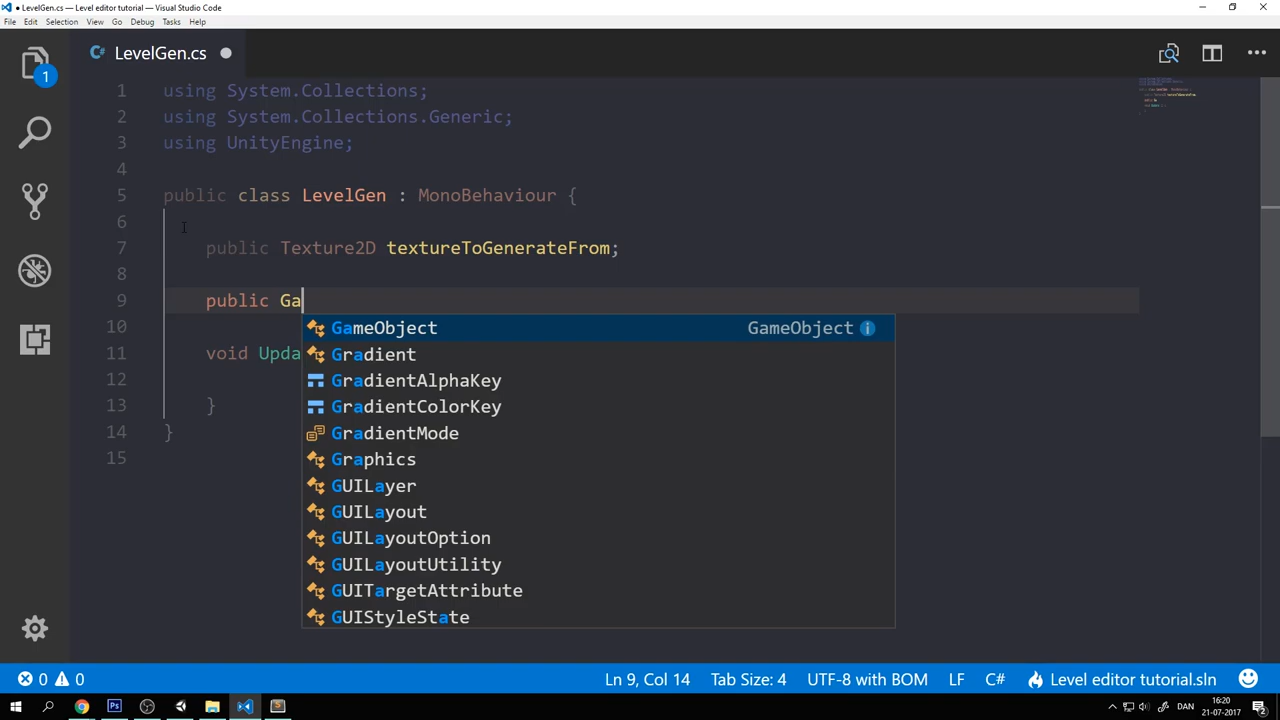 ● LevelGen.cs - Level editor tutorial - Visual Studio Code
File Edit Selection View Go Debug Tasks Help
1
LevelGen.cs
1 using System.Collections;
2 using System.Collections.Generic;
3 using UnityEngine;
4
5 public class LevelGen : MonoBehaviour {
6
7 public Texture2D textureToGenerateFrom;
8
9 public Ga
10
11 void Upda
12
13 }
14 }
15
GameObject GameObject
Gradient
GradientAlphaKey
GradientColorKey
GradientMode
Graphics
GUILayer
GUILayout
GUILayoutOption
GUILayoutUtility
GUITargetAttribute
GUIStyleState
0 0 Ln 9, Col 14 Tab Size: 4 UTF-8 with BOM LF C# Level editor tutorial.sln
DAN 16:20
21-07-2017